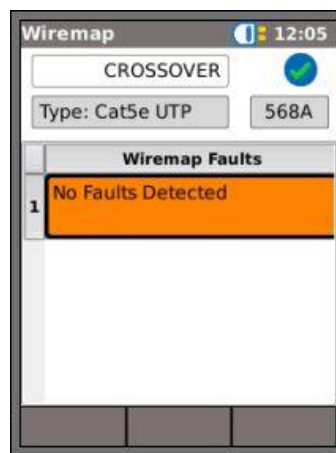 Wiremap 12:05
CROSSOVER
Type: Cat5e UTP 568A
Wiremap Faults
1 No Faults Detected